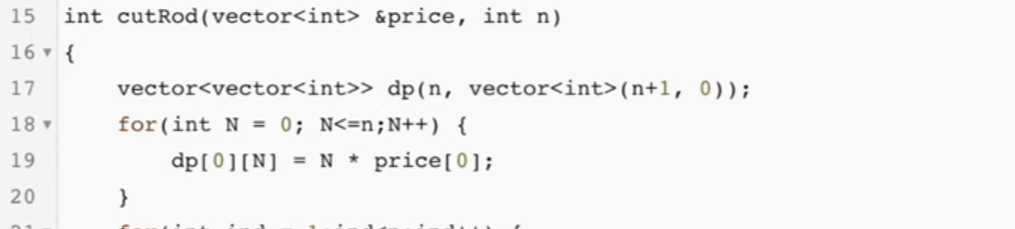 15 int cutRod(vector<int> &price, int n)
16 {
17 vector<vector<int>> dp(n, vector<int>(n+1, 0));
18 for(int N = 0; N<=n;N++) {
19 dp[0][N] = N * price[0];
20 }